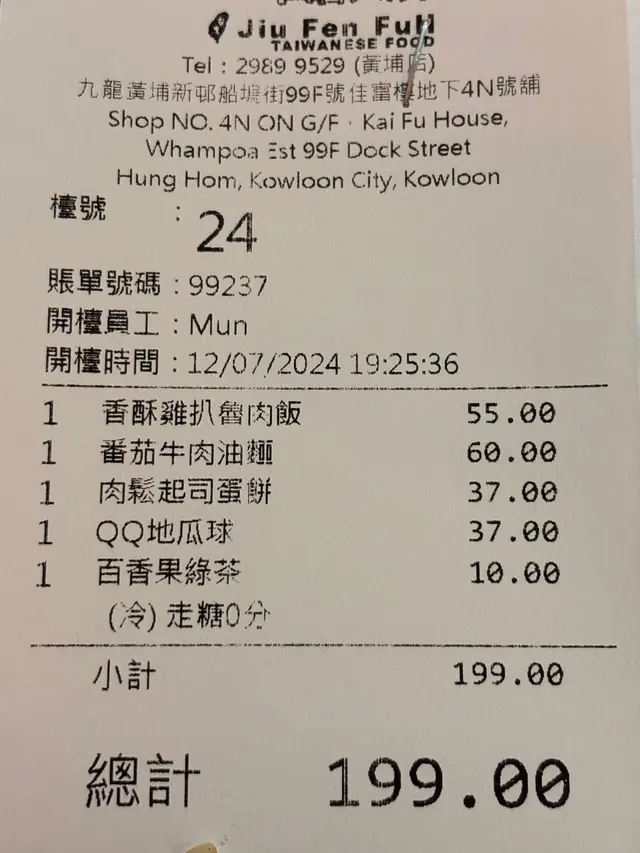 Jiu Fen Full
TAIWANESE FOOD
Tel : 2989 9529 (黃埔店)
九龍黃埔新邨船塢街99F號佳富樓地下4N號舖
Shop NO. 4N ON G/F , Kai Fu House,
Whampoa Est 99F Dock Street
Hung Hom, Kowloon City, Kowloon
檯號 : 24
賬單號碼 : 99237
開檯員工 : Mun
開檯時間 : 12/07/2024 19:25:36
1 香酥雞扒魯肉飯 55.00
1 番茄牛肉油麵 60.00
1 肉鬆起司蛋餅 37.00
1 QQ地瓜球 37.00
1 百香果綠茶 10.00
(冷) 走糖0分
小計 199.00
總計 199.00